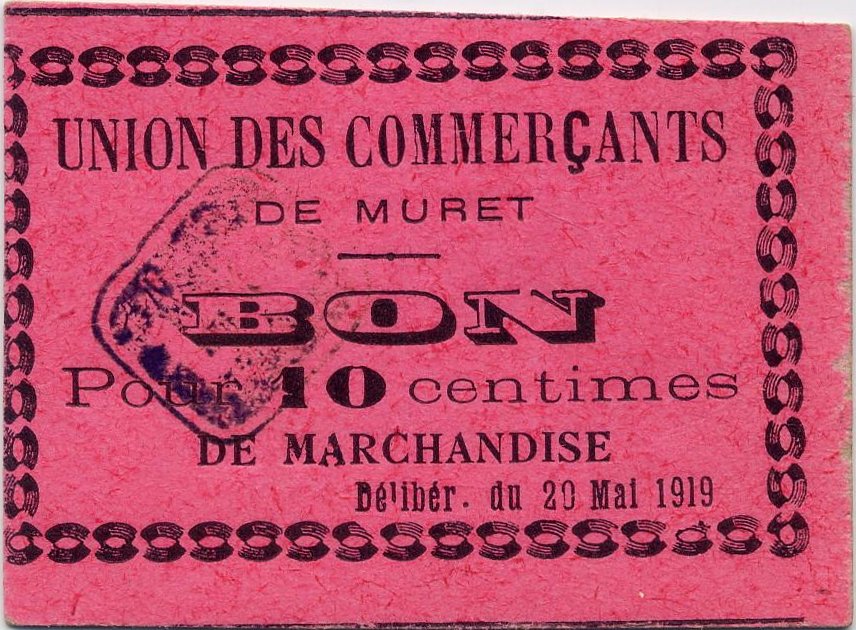 UNION DES COMMERÇANTS
DE MURET
BON
Pour 10 centimes
DE MARCHANDISE
Délibér. du 20 Mai 1919